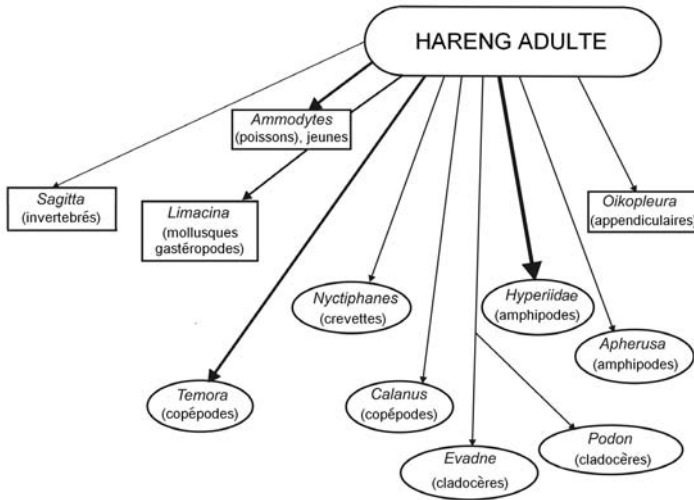 HARENG ADULTE
Ammodytes
(poissons), jeunes
Sagitta
(invertebrés)
Limacina
(mollusques
gastéropodes)
Oikopleura
(appendiculaires)
Nyctiphanes
(crevettes)
Hyperiidae
(amphipodes)
Apherusa
(amphipodes)
Temora
(copépodes)
Calanus
(copépodes)
Evadne
(cladocères)
Podon
(cladocères)